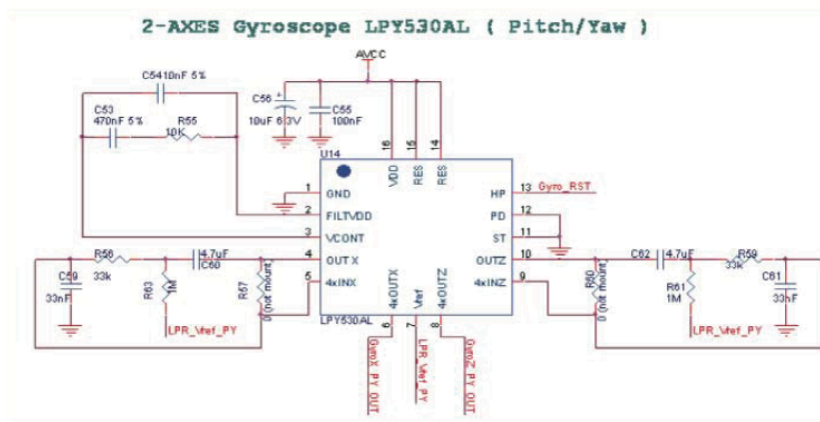 2-AXES Gyroscope LPY530AL ( Pitch/Yaw )
AVCC
C5410nF 5%
C53
470nF 5%
R55
10K
C56
10uF 6.3V
C55
100nF
U14
16
15
14
VDD
RES
RES
1
GND
2
FILTVDD
3
VCONT
4
OUTX
5
4xINX
HP
13
Gyro_RST
PD
12
ST
11
OUTZ
10
4xINZ
9
4xOUTX
Vref
4xOUTZ
6
7
8
LPY530AL
GyroX_PY_OUT
LPR_Vref_PY
GyroZ_PY_OUT
R56
33k
4.7uF
C60
C59
33nF
R63
1M
R57
0 (not mount)
LPR_Vref_PY
C62
4.7uF
R59
33k
R60
0 (not mount)
R61
1M
C61
33nF
LPR_Vref_PY